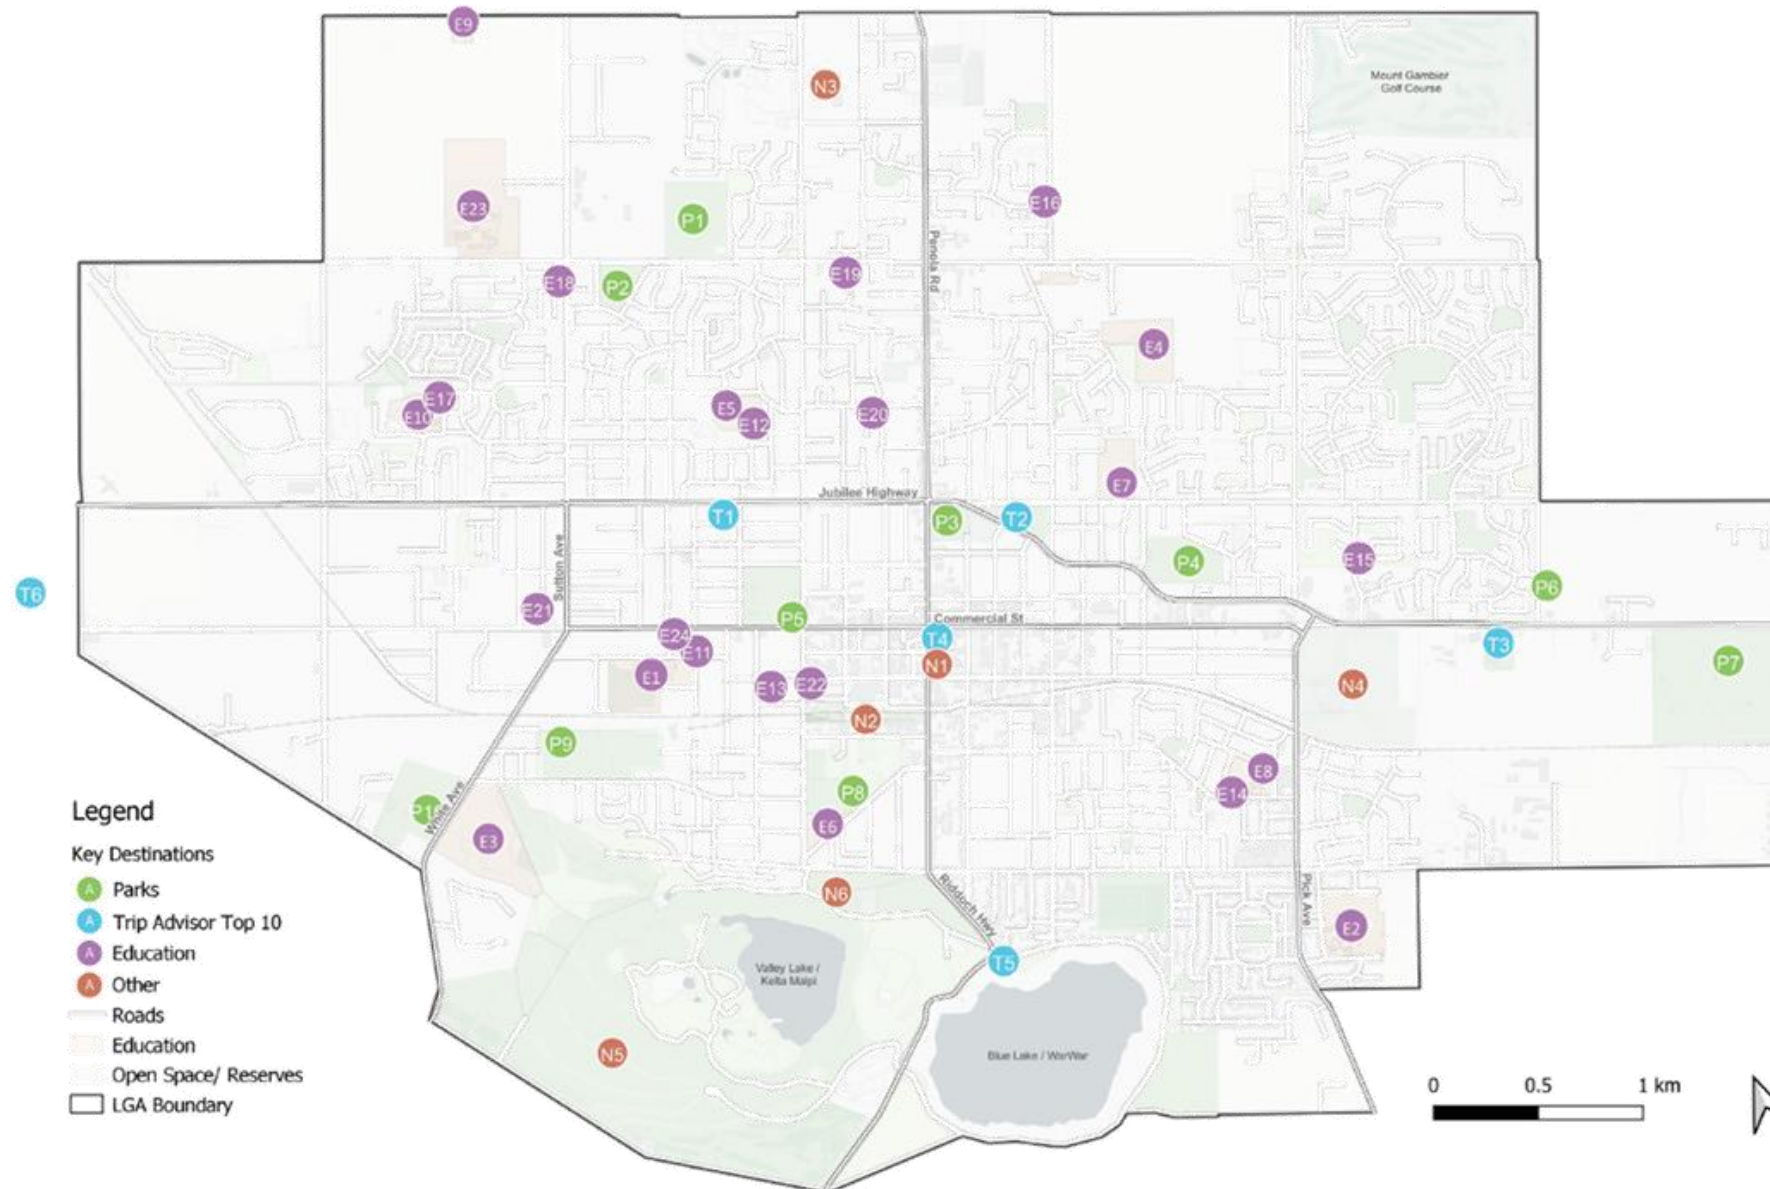 E9
N3
Mount Gambier
Golf Course
E23
P1
E16
Penola Rd
E18
P2
E19
E4
E17
E10
E5
E12
E20
E7
Jubilee Highway
T1
P3
T2
P4
E15
P6
T6
Sutton Ave
E21
P5
Commercial St
E24
E11
T4
N1
T3
P7
E1
E13
E22
N4
N2
P9
E8
E14
P8
White Ave
E6
E3
Legend
Key Destinations
A Parks
A Trip Advisor Top 10
A Education
A Other
Roads
Education
Open Space/ Reserves
LGA Boundary
N6
Riddoch Hwy
Pick Ave
E2
T5
Valley Lake /
Keita Malpi
N5
Blue Lake / WarWar
0 0.5 1 km